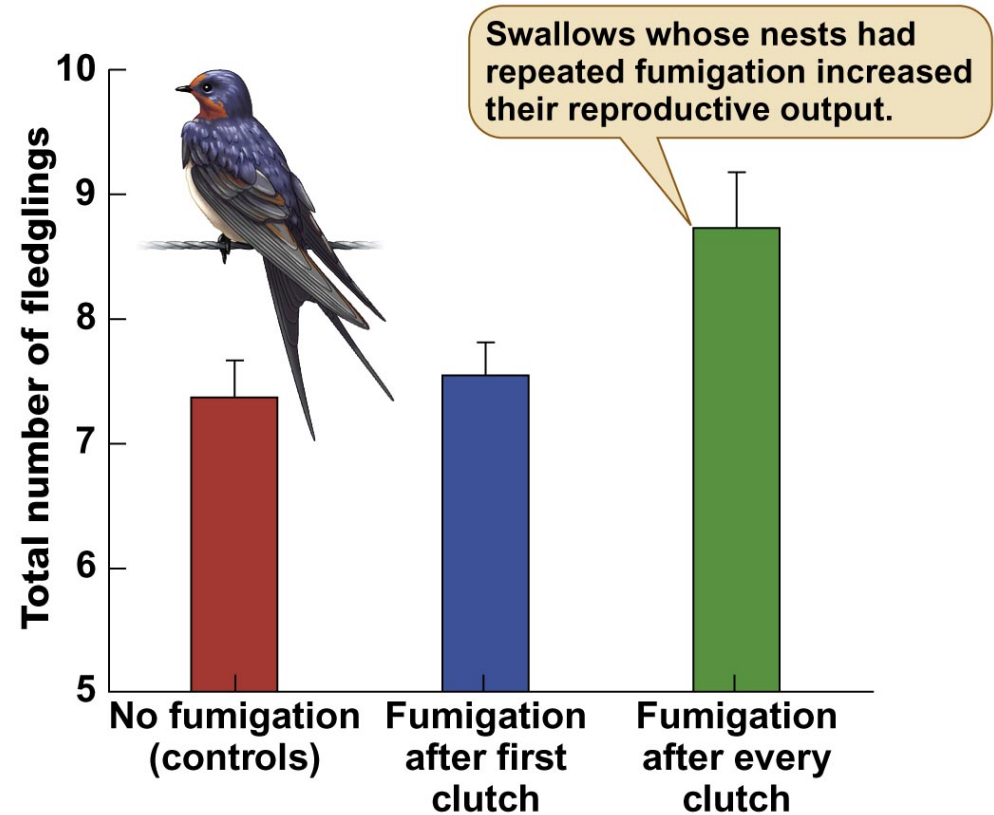 Swallows whose nests had
repeated fumigation increased
their reproductive output.
Total number of fledglings
10
9
8
7
6
5
No fumigation
(controls)
Fumigation
after first
clutch
Fumigation
after every
clutch